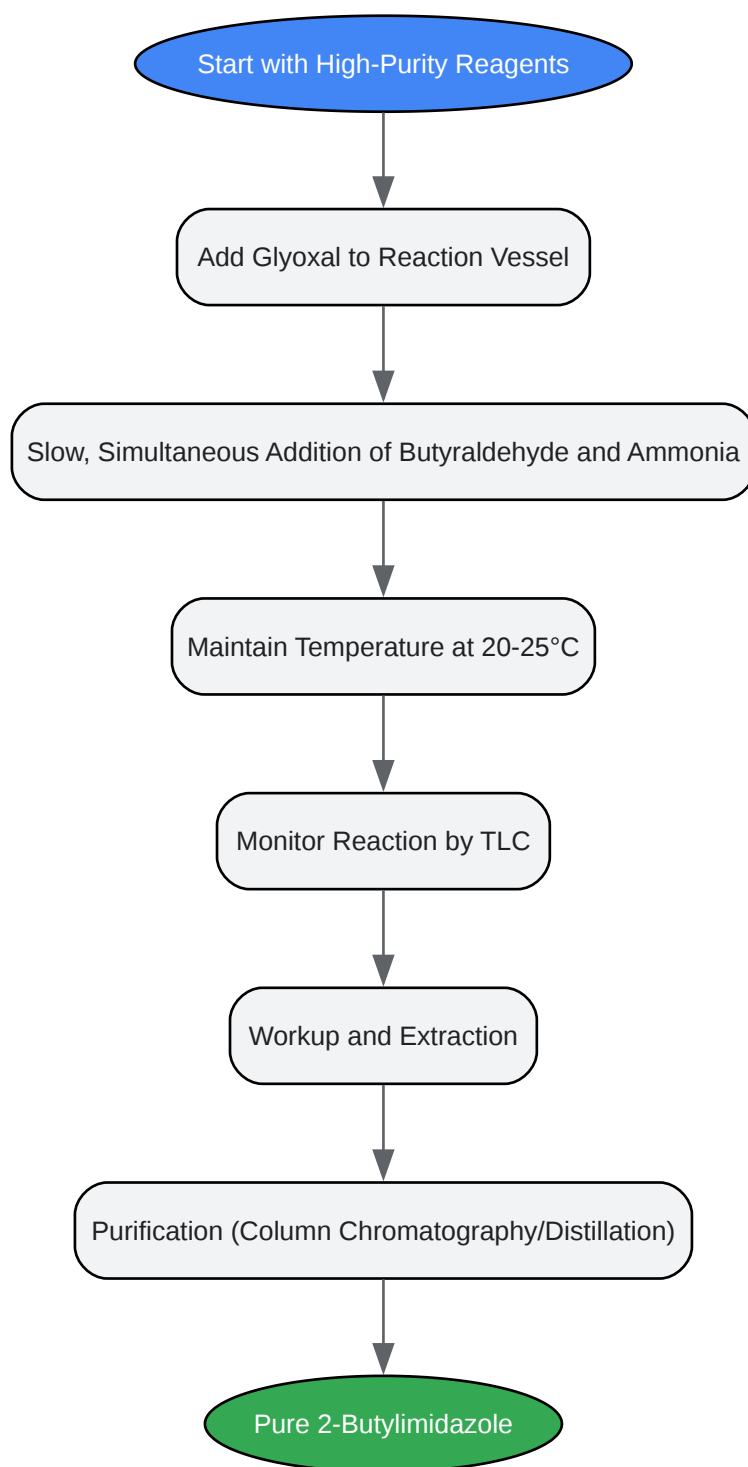 Start with High-Purity Reagents
Add Glyoxal to Reaction Vessel
Slow, Simultaneous Addition of Butyraldehyde and Ammonia
Maintain Temperature at 20-25°C
Monitor Reaction by TLC
Workup and Extraction
Purification (Column Chromatography/Distillation)
Pure 2-Butylimidazole